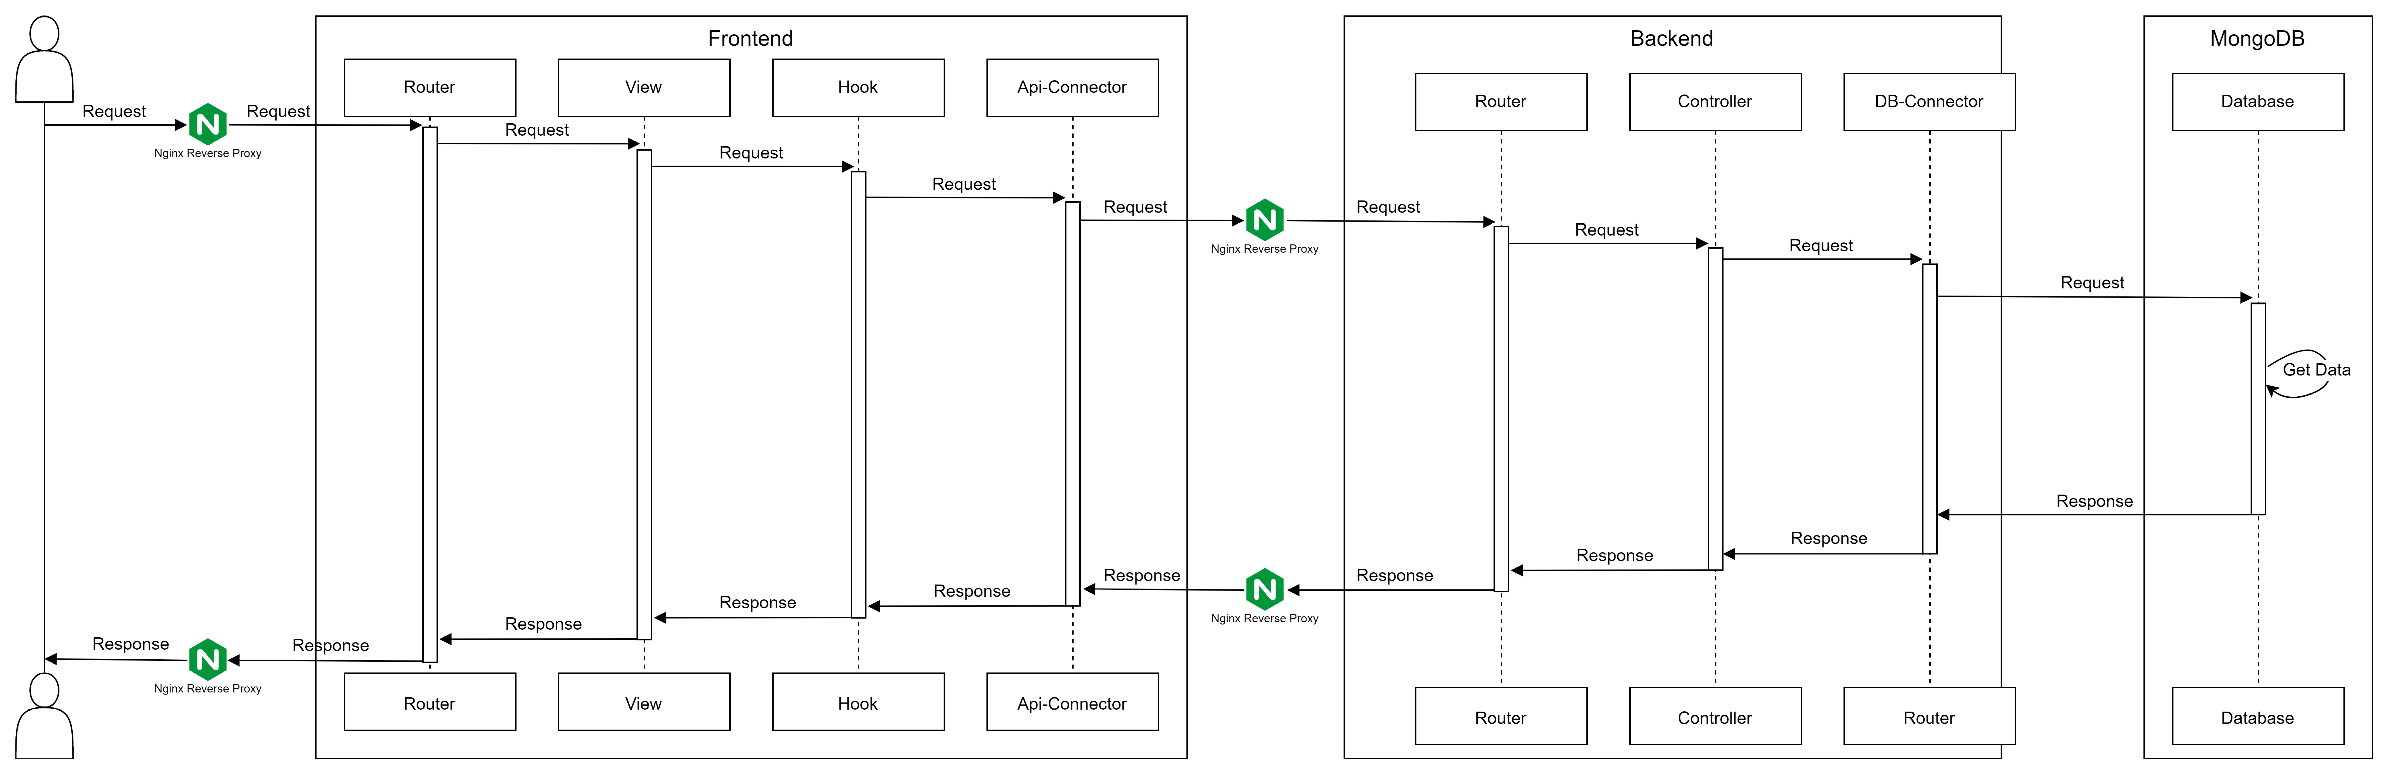 Frontend
Backend
MongoDB
Router
View
Hook
Api-Connector
Router
Controller
DB-Connector
Database
Request
N
Request
Nginx Reverse Proxy
Request
Request
Request
Request
N
Request
Nginx Reverse Proxy
Request
Request
Request
Get Data
Response
Response
Response
Response
N
Response
Nginx Reverse Proxy
Response
Response
Response
Response
N
Response
Nginx Reverse Proxy
Router
View
Hook
Api-Connector
Router
Controller
Router
Database